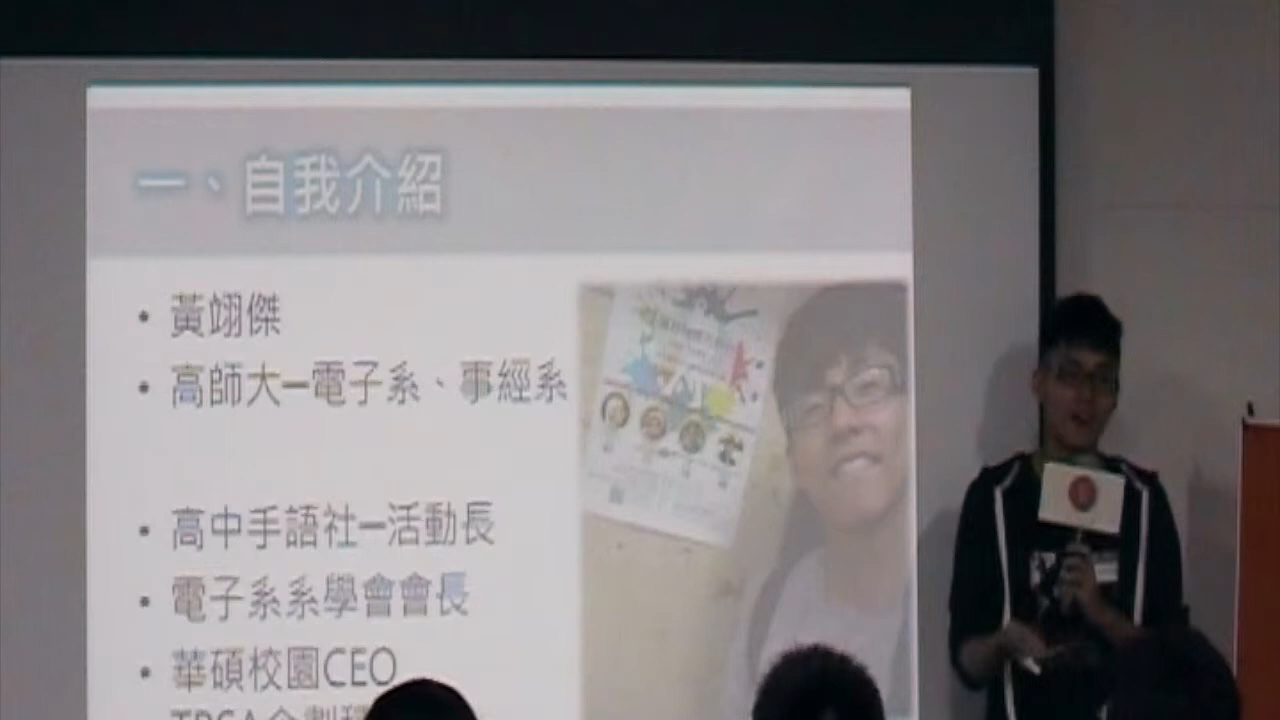 一、自我介紹
• 黃翊傑
• 高師大–電子系、事經系
• 高中手語社–活動長
• 電子系系學會會長
• 華碩校園CEO